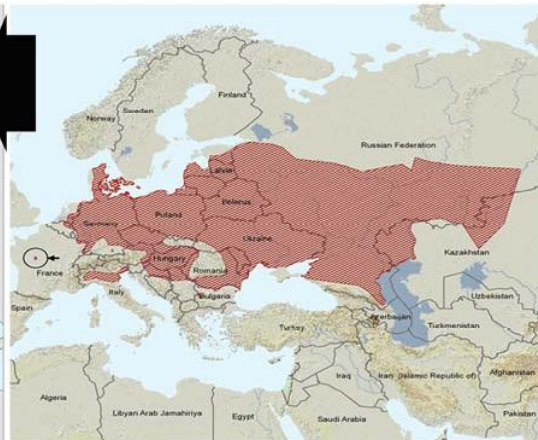 Finland
Sweden
Norway
Russian Federation
Latvia
Belarus
Poland
Germany
Ukraine
Kazakhstan
Hungary
France
Romania
Uzbekistan
Italy
Bulgaria
Spain
Azerbaijan
Turkmenistan
Turkey
Afghanistan
Iraq
Iran (Islamic Republic of)
Algeria
Libyan Arab Jamahiriya
Egypt
Pakistan
Saudi Arabia